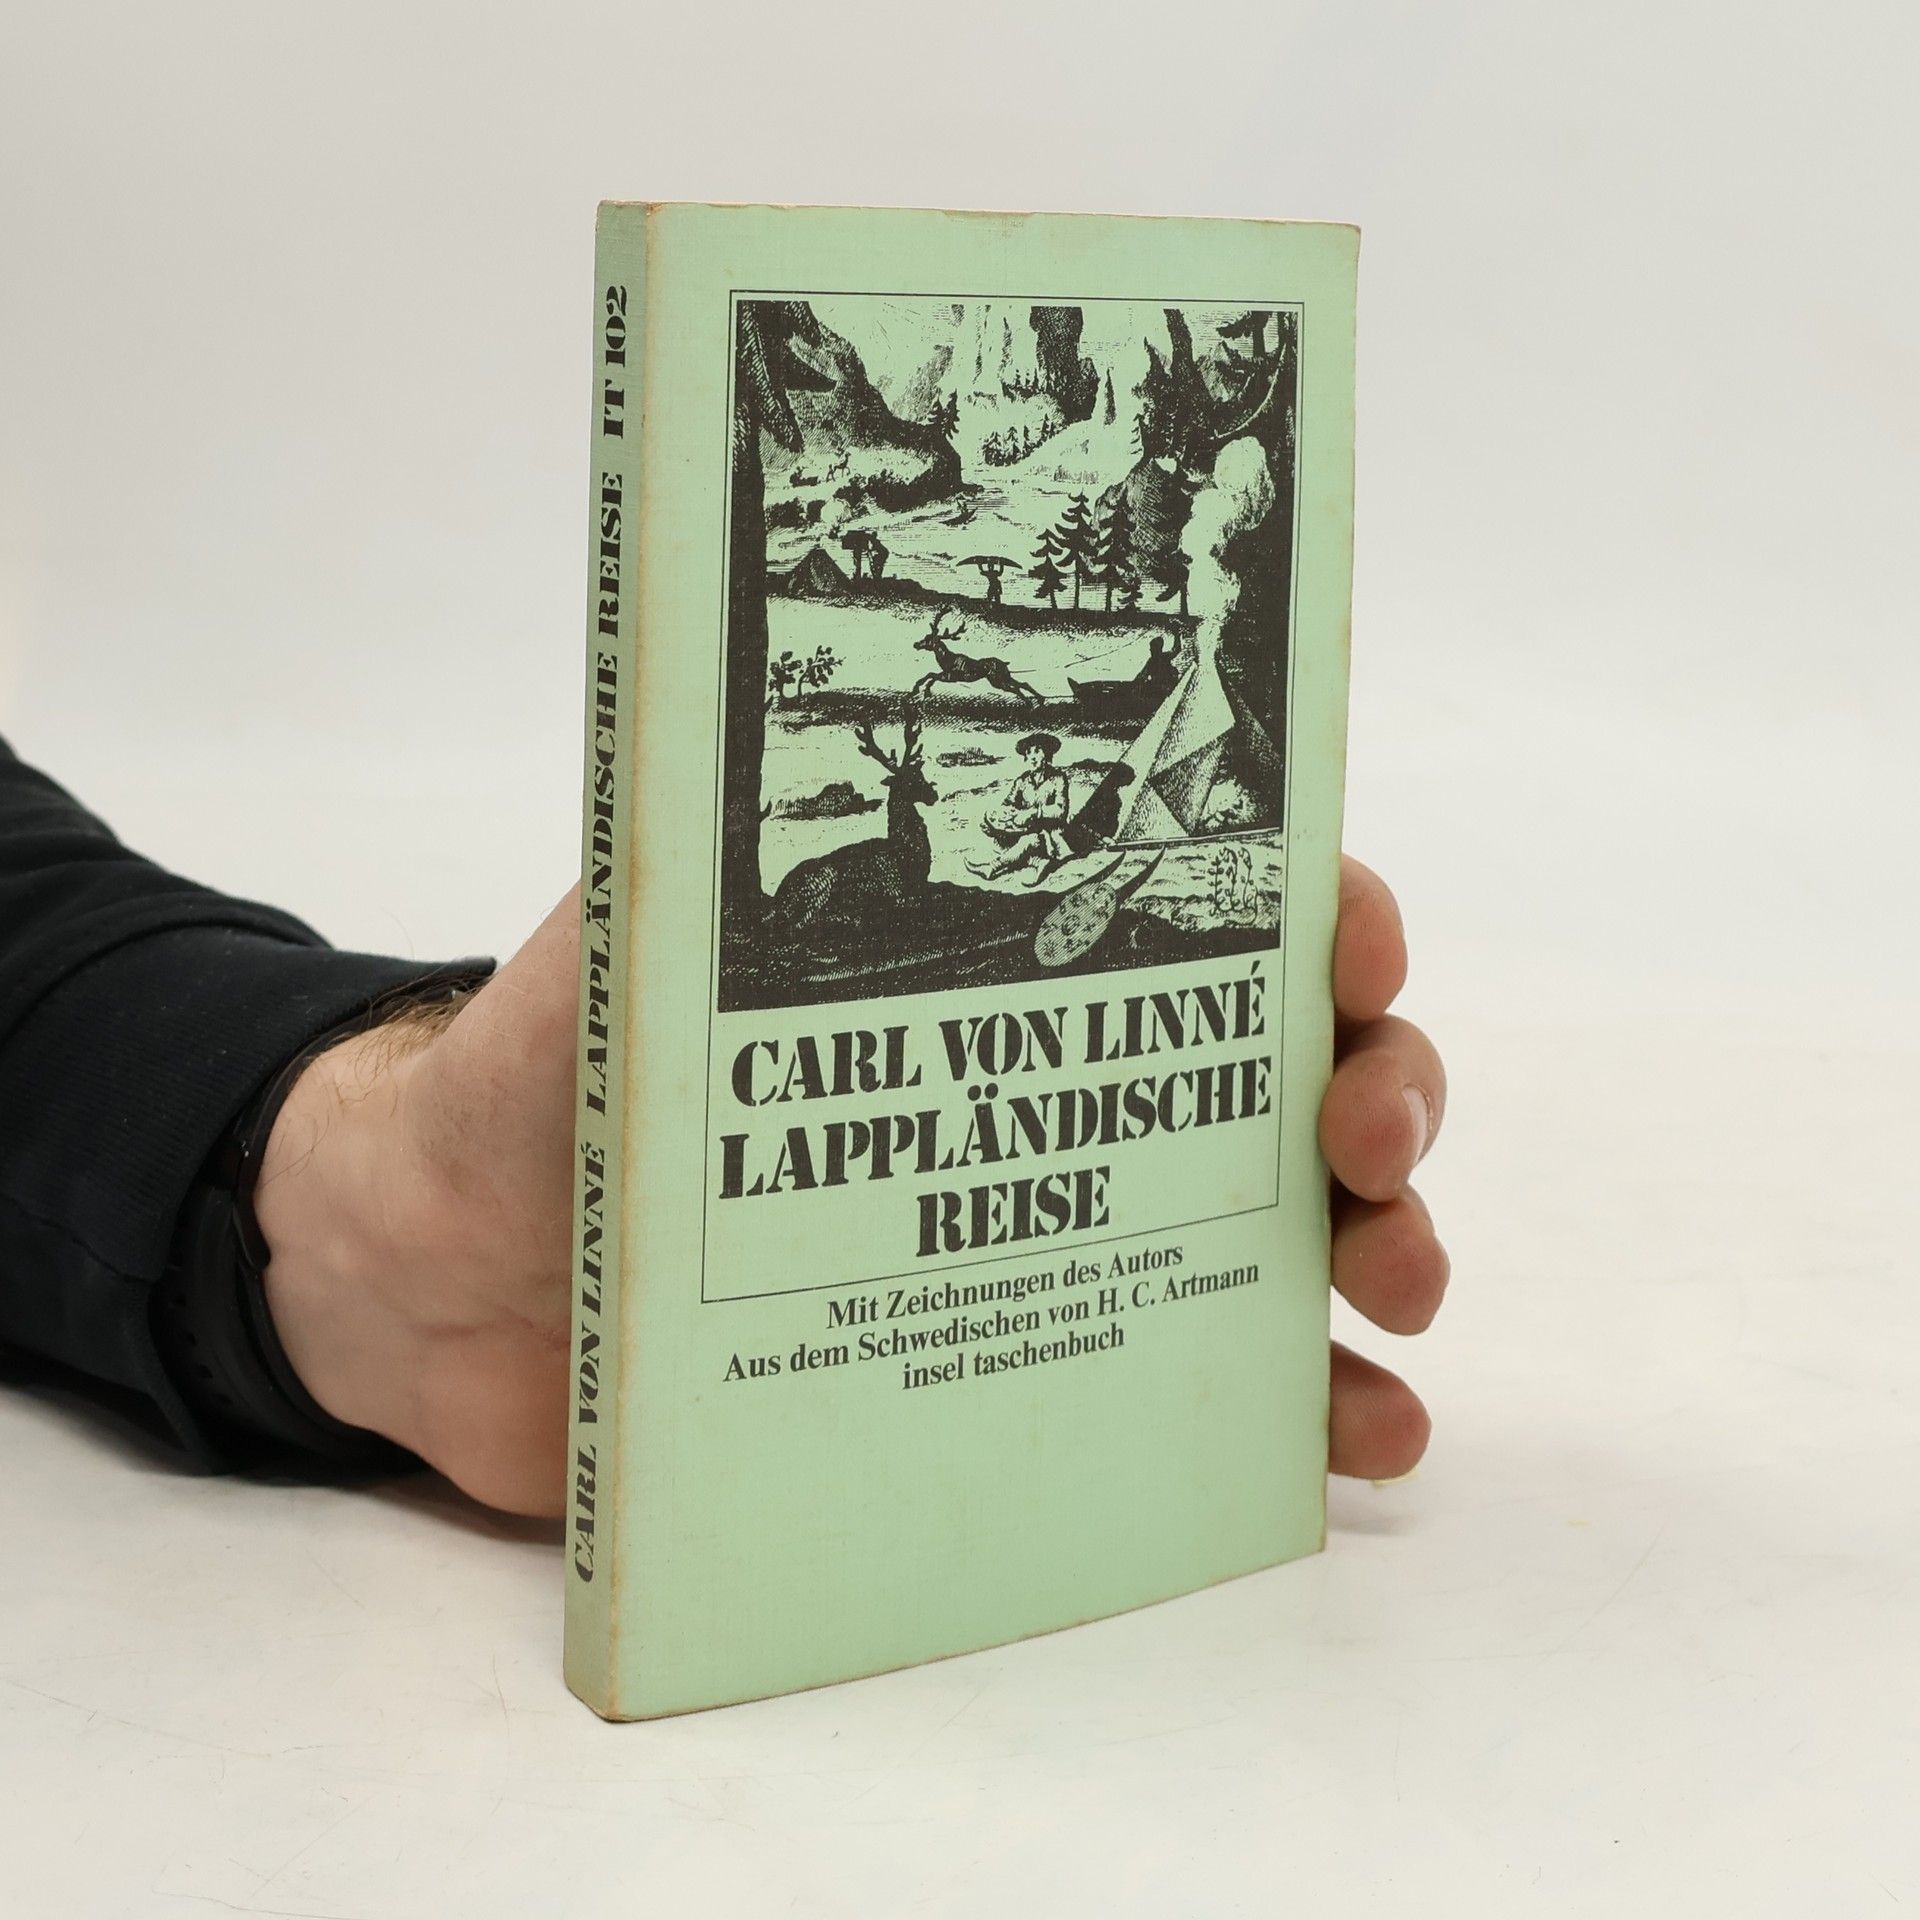 CARL VON LINNÉ LAPPLÄNDISCHE REISE IT 102
CARL VON LINNÉ
LAPPLÄNDISCHE
REISE
Mit Zeichnungen des Autors
Aus dem Schwedischen von H. C. Artmann
insel taschenbuch